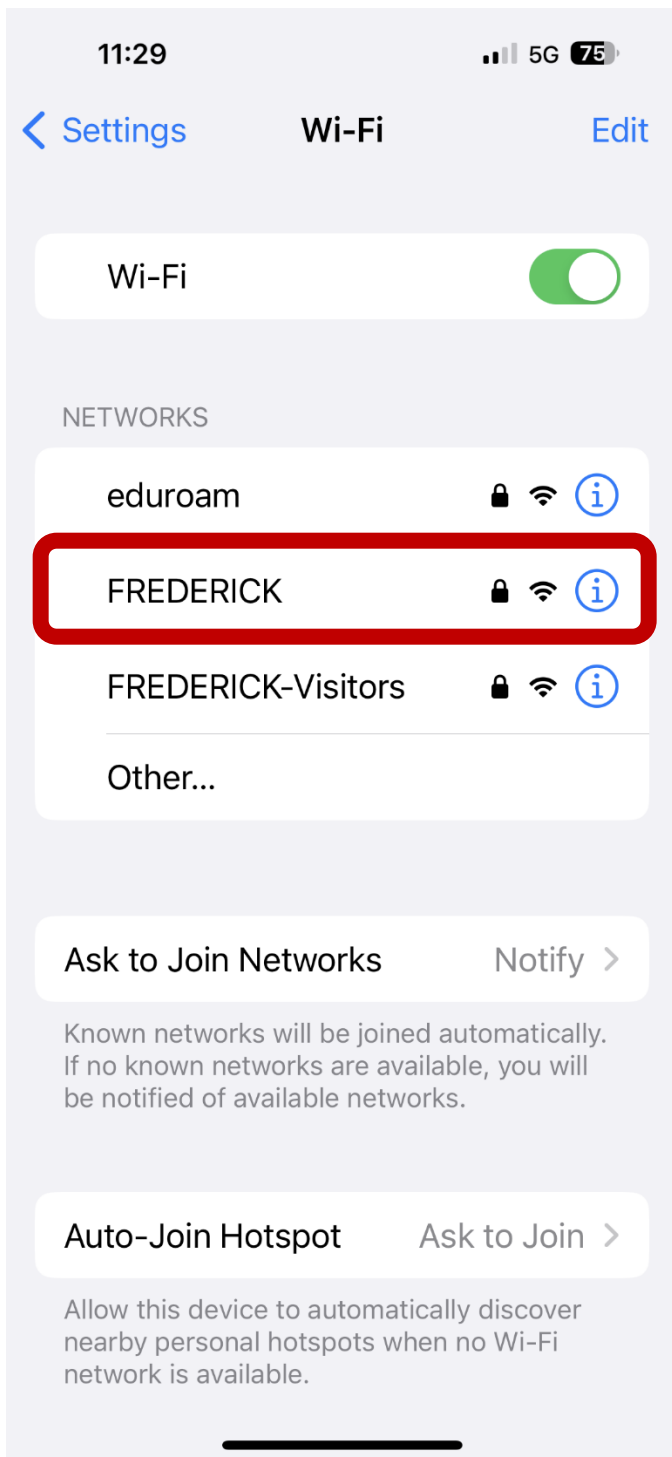 11:29 5G 75
Settings Wi-Fi Edit
Wi-Fi
NETWORKS
eduroam
FREDERICK
FREDERICK-Visitors
Other...
Ask to Join Networks Notify
Known networks will be joined automatically.
If no known networks are available, you will
be notified of available networks.
Auto-Join Hotspot Ask to Join
Allow this device to automatically discover
nearby personal hotspots when no Wi-Fi
network is available.